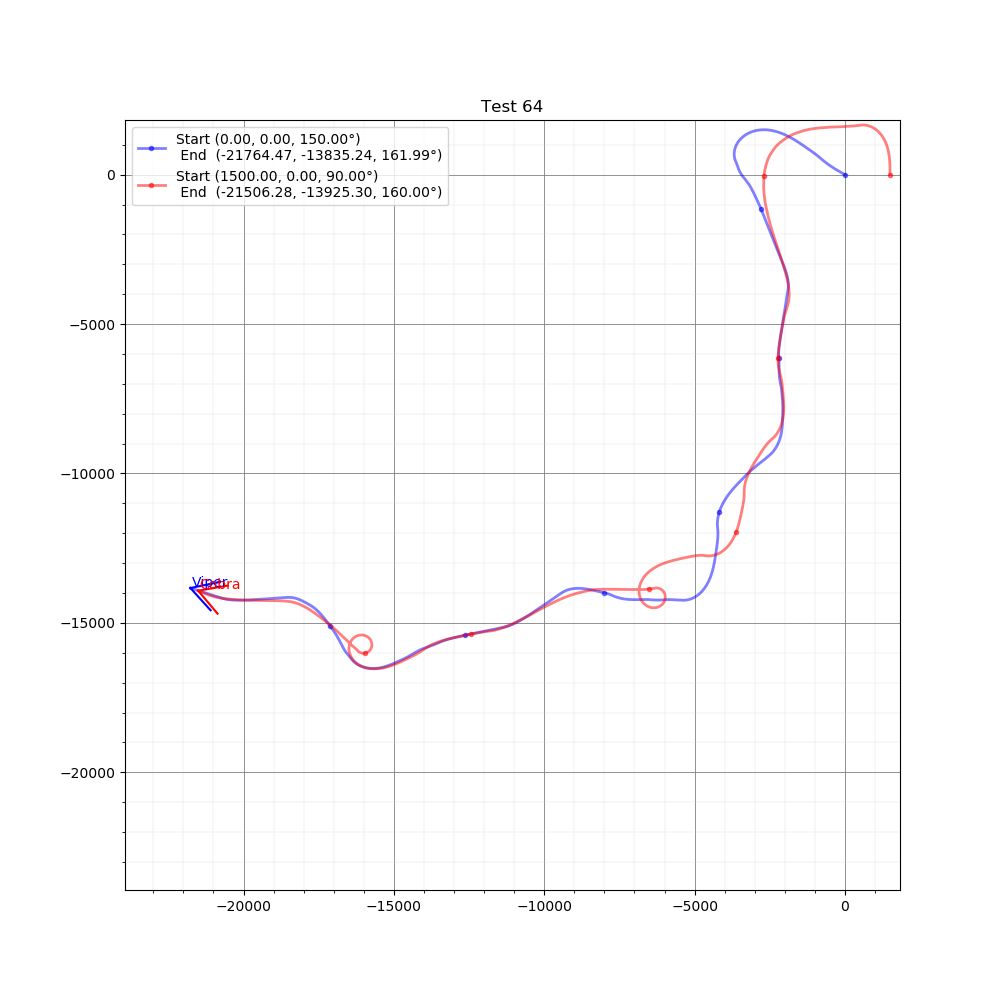 Test 64
Start (0.00, 0.00, 150.00°)
End (-21764.47, -13835.24, 161.99°)
Start (1500.00, 0.00, 90.00°)
End (-21506.28, -13925.30, 160.00°)
0
−5000
−10000
Viper
−15000
−20000
−20000 −15000 −10000 −5000 0